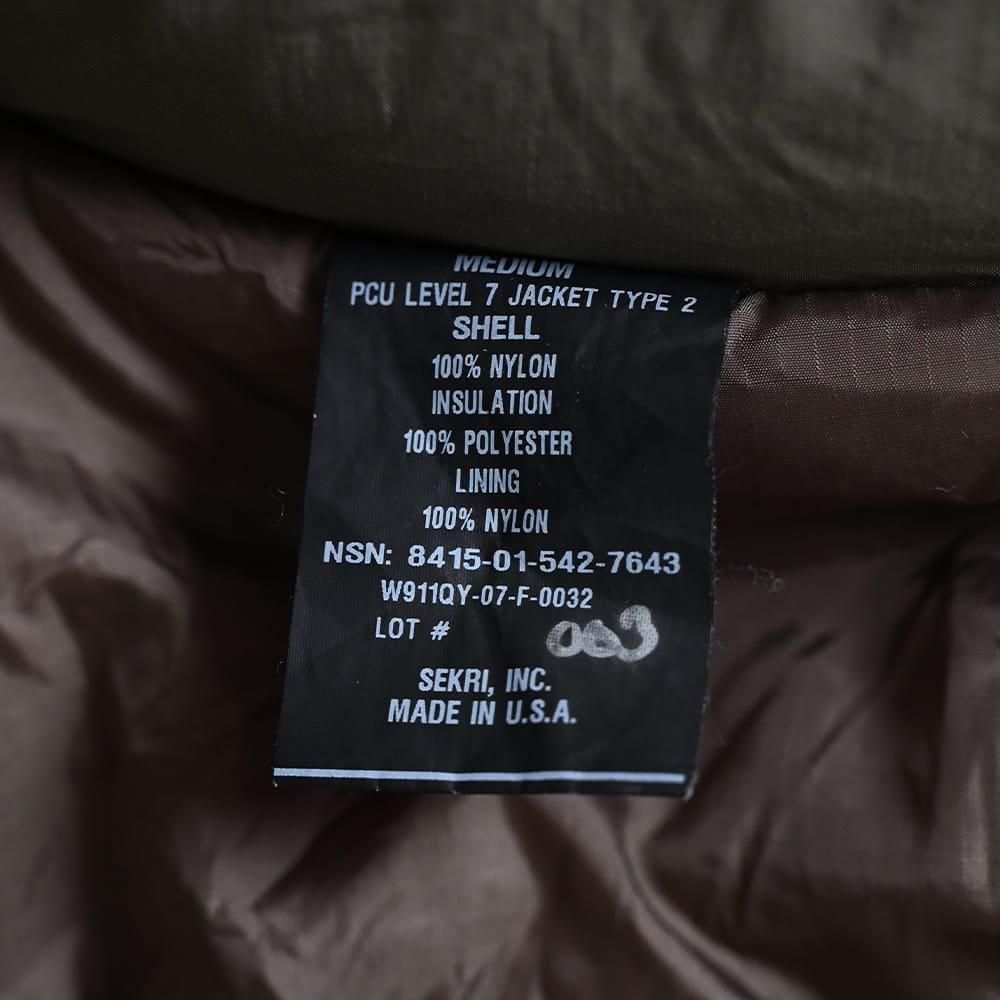 MEDIUM
PCU LEVEL 7 JACKET TYPE 2
SHELL
100% NYLON
INSULATION
100% POLYESTER
LINING
100% NYLON
NSN: 8415-01-542-7643
W911QY-07-F-0032
LOT # 003
SEKRI, INC.
MADE IN U.S.A.